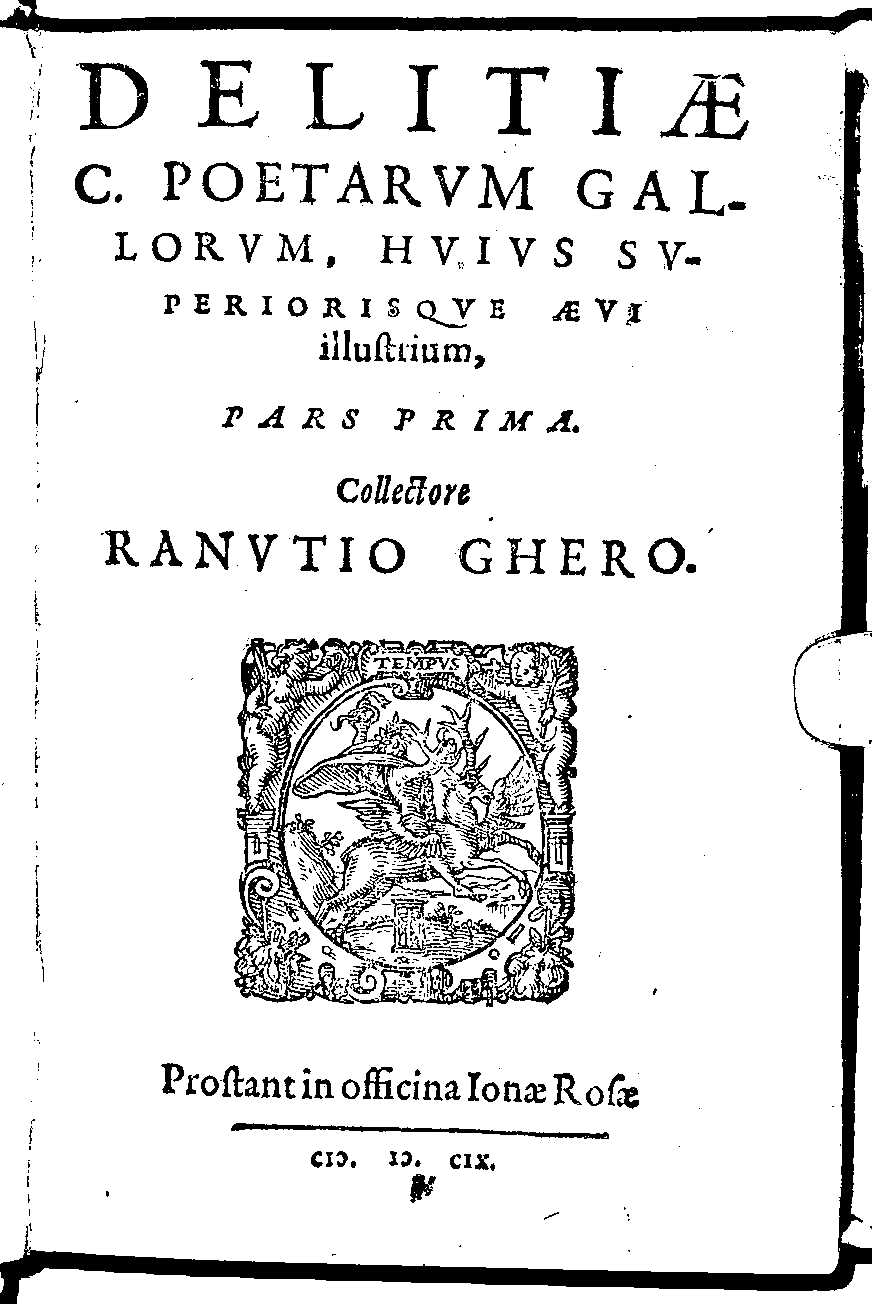 DELITIÆ
C. POETARVM GAL-
LORVM, HVIVS SV-
PERIORISQVE ÆVI
illuſtrium,
PARS PRIMA.
Collectore
RANVTIO GHERO.
TEMPVS
Proſtant in officina Ionæ Roſæ
CIↃ. IↃ. CIX.